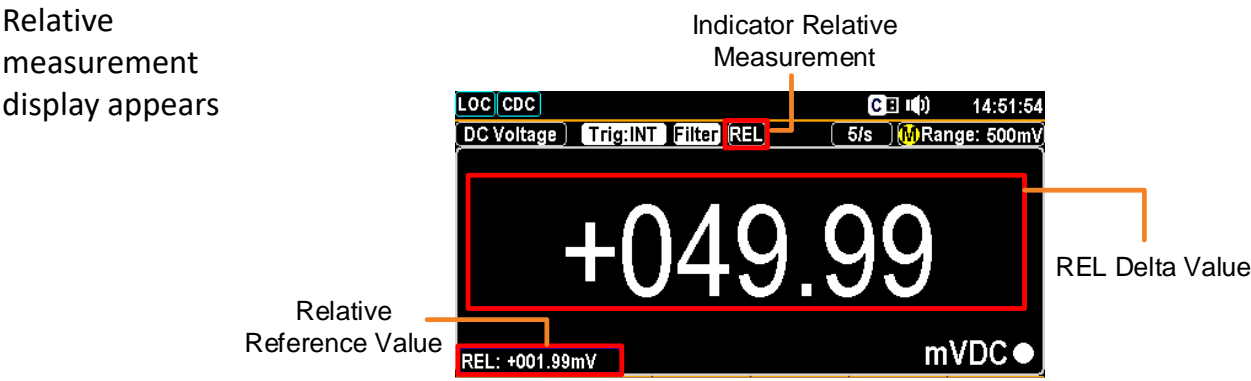 Relative
measurement
display appears
Indicator Relative
Measurement
LOC CDC C 14:51:54
DC Voltage Trig:INT Filter REL 5/s M Range: 500mV
+049.99
REL Delta Value
Relative
Reference Value
REL: +001.99mV
mVDC